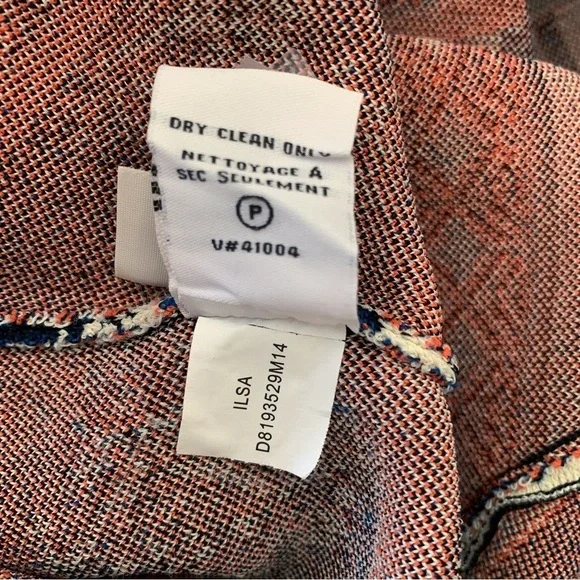 DRY CLEAN ONLY
NETTOYAGE À
SEC SEULEMENT
P
V#41004
ILSA
D8193529M14